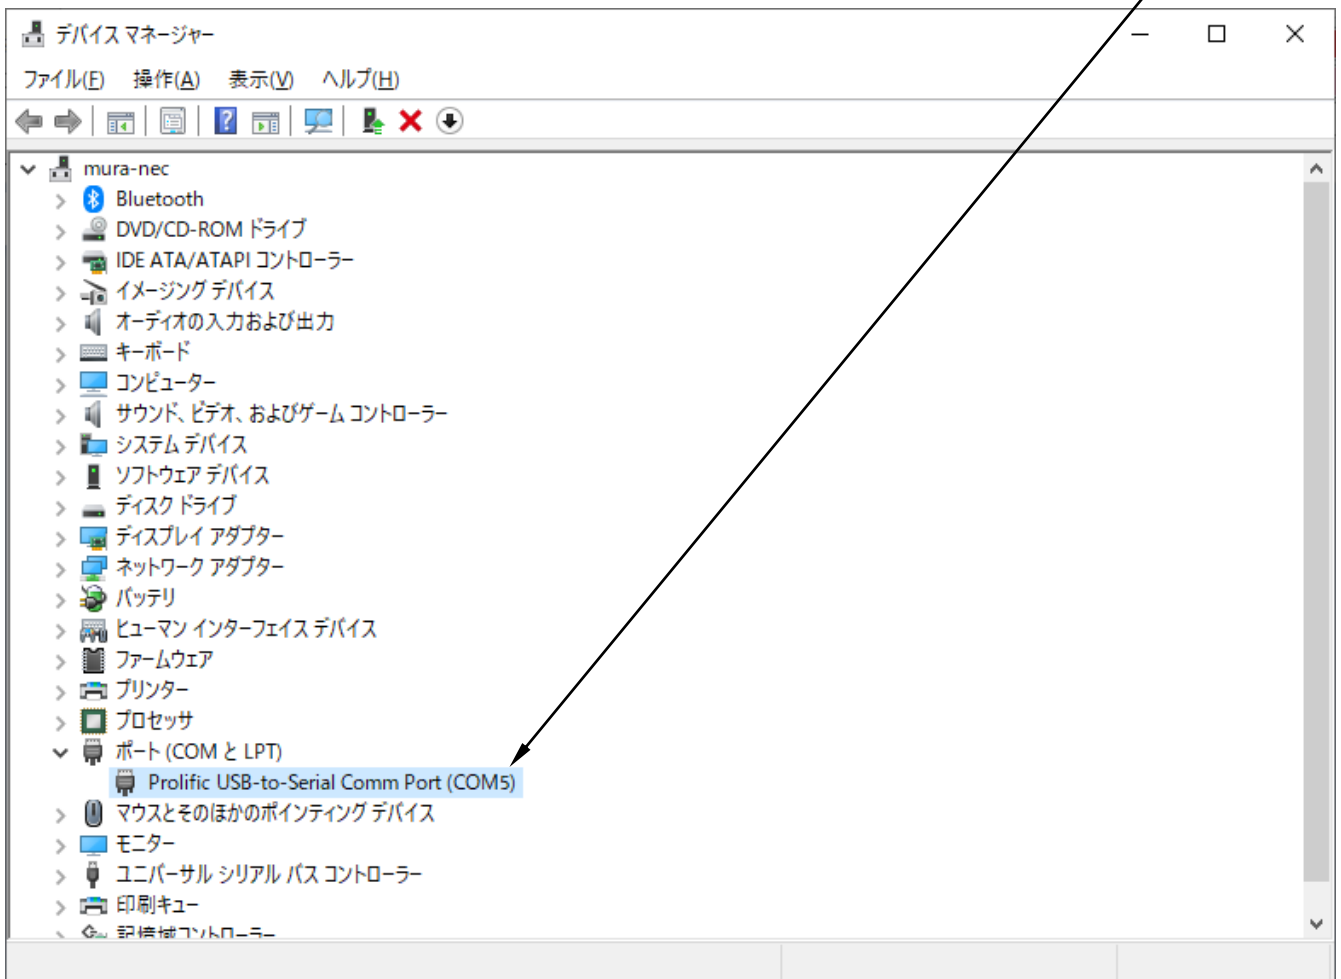 デバイス マネージャー
ファイル(F) 操作(A) 表示(V) ヘルプ(H)
mura-nec
Bluetooth
DVD/CD-ROM ドライブ
IDE ATA/ATAPI コントローラー
イメージング デバイス
オーディオの入力および出力
キーボード
コンピューター
サウンド、ビデオ、およびゲーム コントローラー
システム デバイス
ソフトウェア デバイス
ディスク ドライブ
ディスプレイ アダプター
ネットワーク アダプター
バッテリ
ヒューマン インターフェイス デバイス
ファームウェア
プリンター
プロセッサ
ポート (COM と LPT)
Prolific USB-to-Serial Comm Port (COM5)
マウスとそのほかのポインティング デバイス
モニター
ユニバーサル シリアル バス コントローラー
印刷キュー
記憶域コントローラー